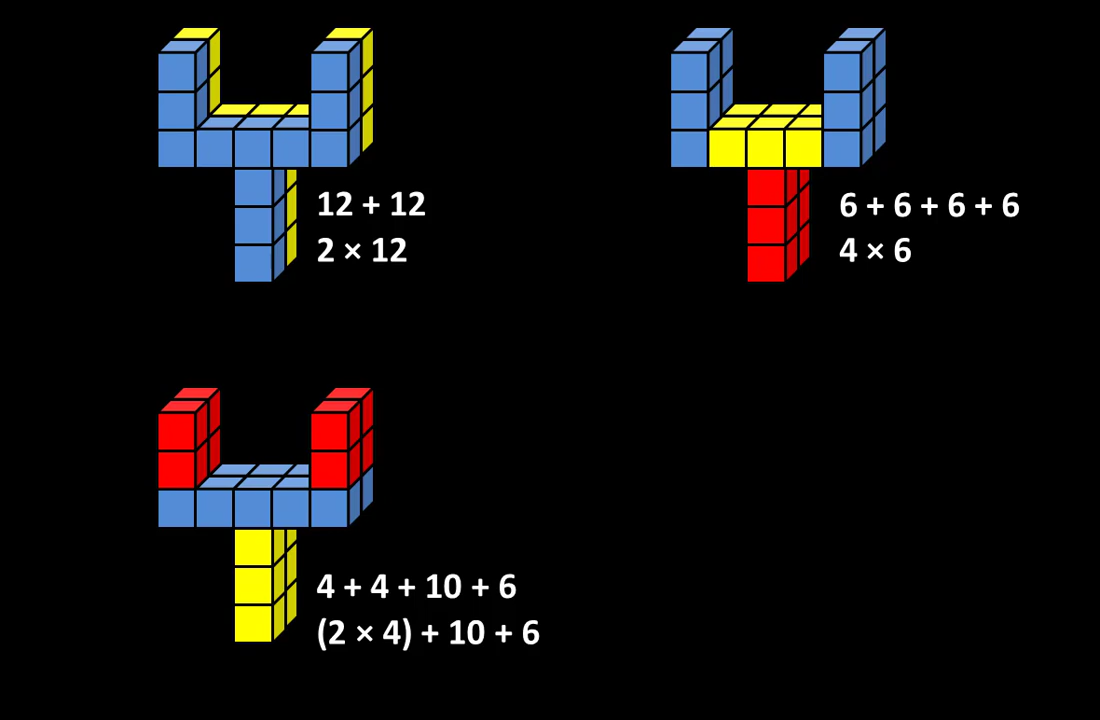 12 + 12
2 × 12
6 + 6 + 6 + 6
4 × 6
4 + 4 + 10 + 6
(2 × 4) + 10 + 6